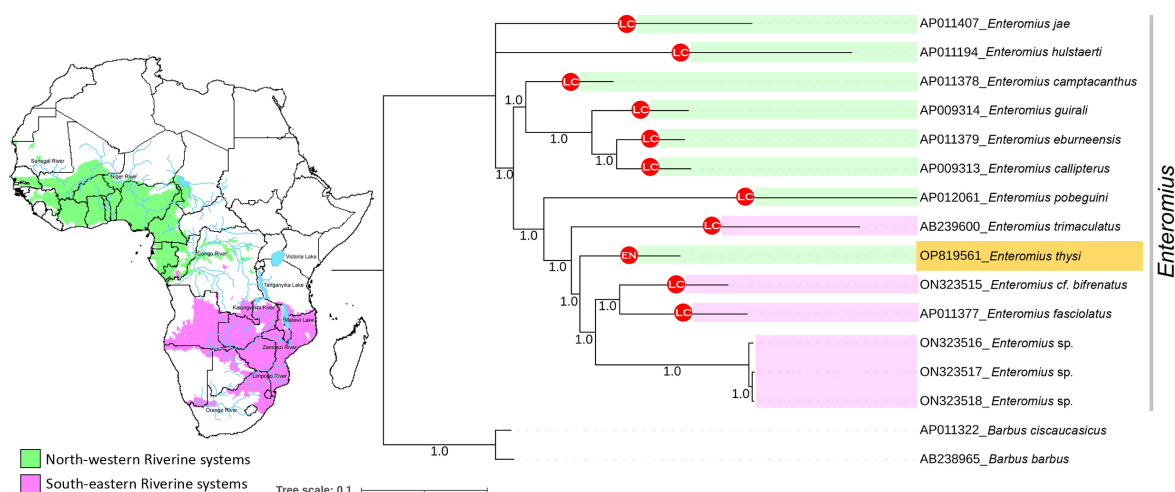 LC
AP011407_Enteromius jae
LC
AP011194_Enteromius hulstaerti
LC
AP011378_Enteromius camptacanthus
1.0
LC
AP009314_Enteromius guirali
1.0
LC
AP011379_Enteromius eburneensis
1.0
LC
AP009313_Enteromius callipterus
1.0
LC
AP012061_Enteromius pobeguini
LC
AB239600_Enteromius trimaculatus
EN
OP819561_Enteromius thysi
1.0
LC
ON323515_Enteromius cf. bifrenatus
1.0
LC
AP011377_Enteromius fasciolatus
1.0
ON323516_Enteromius sp.
1.0
ON323517_Enteromius sp.
1.0
ON323518_Enteromius sp.
AP011322_Barbus ciscaucasicus
1.0
AB238965_Barbus barbus
Enteromius
Senegal River
Niger River
Congo River
Victoria Lake
Tanganyika Lake
Malawi Lake
Zambezi River
Limpopo River
Orange River
North-western Riverine systems
South-eastern Riverine systems
Tree scale: 0.1